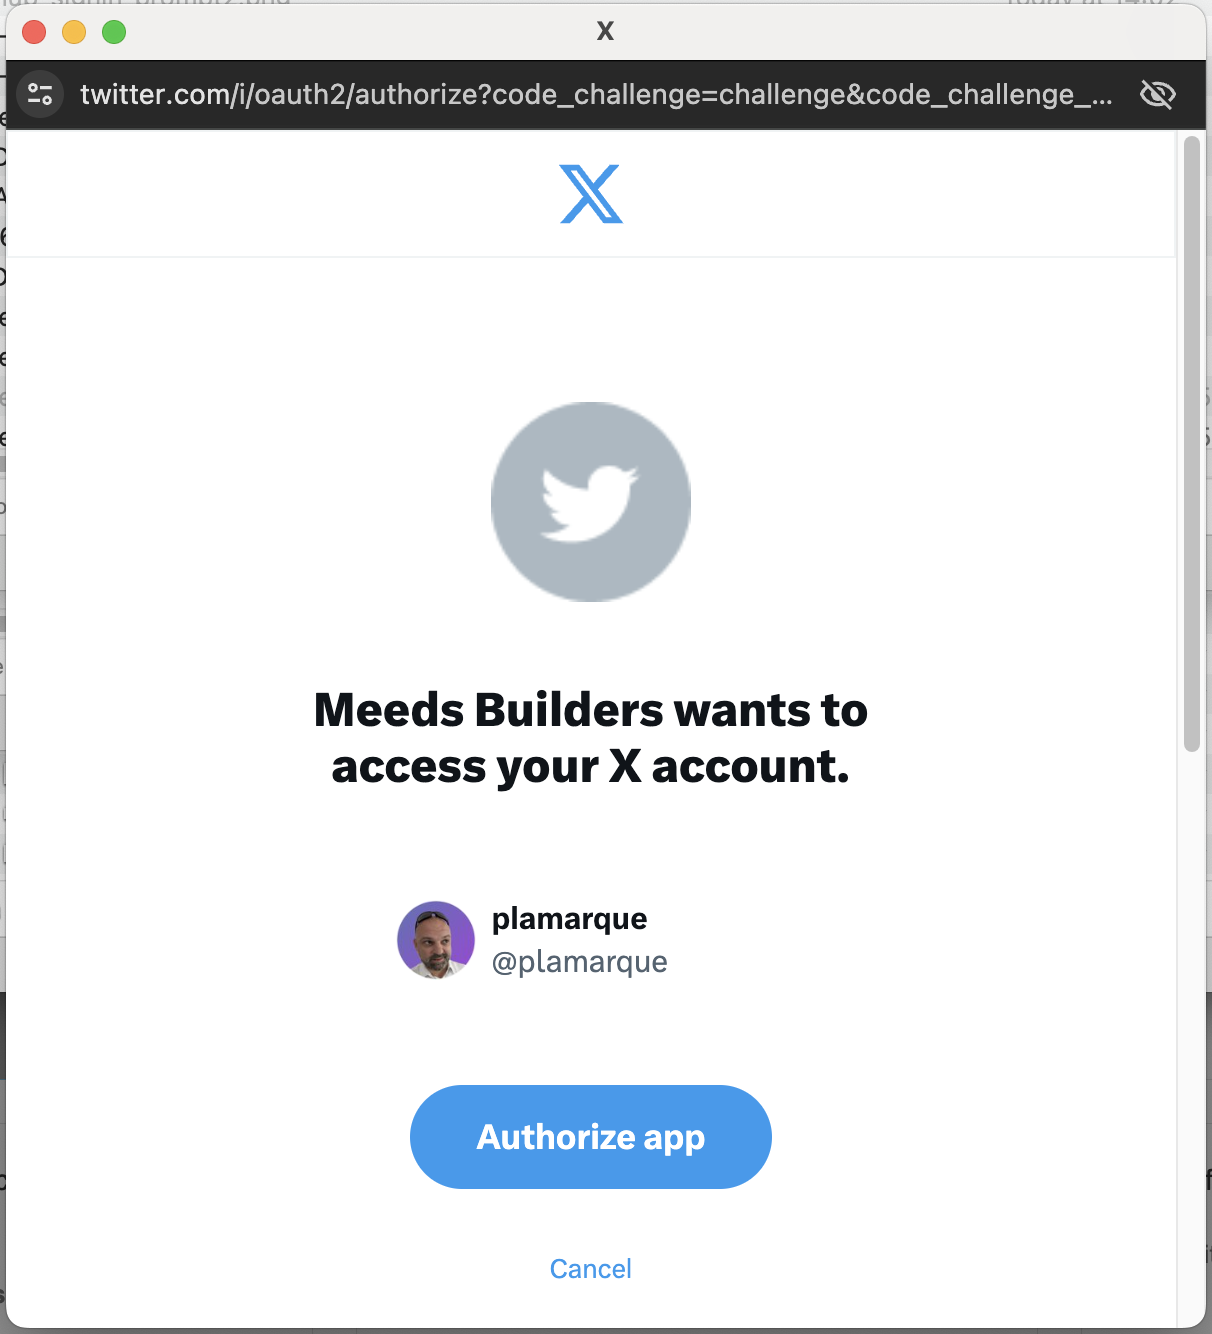 X
twitter.com/i/oauth2/authorize?code_challenge=challenge&code_challenge_...
Meeds Builders wants to
access your X account.
plamarque
@plamarque
Authorize app
Cancel